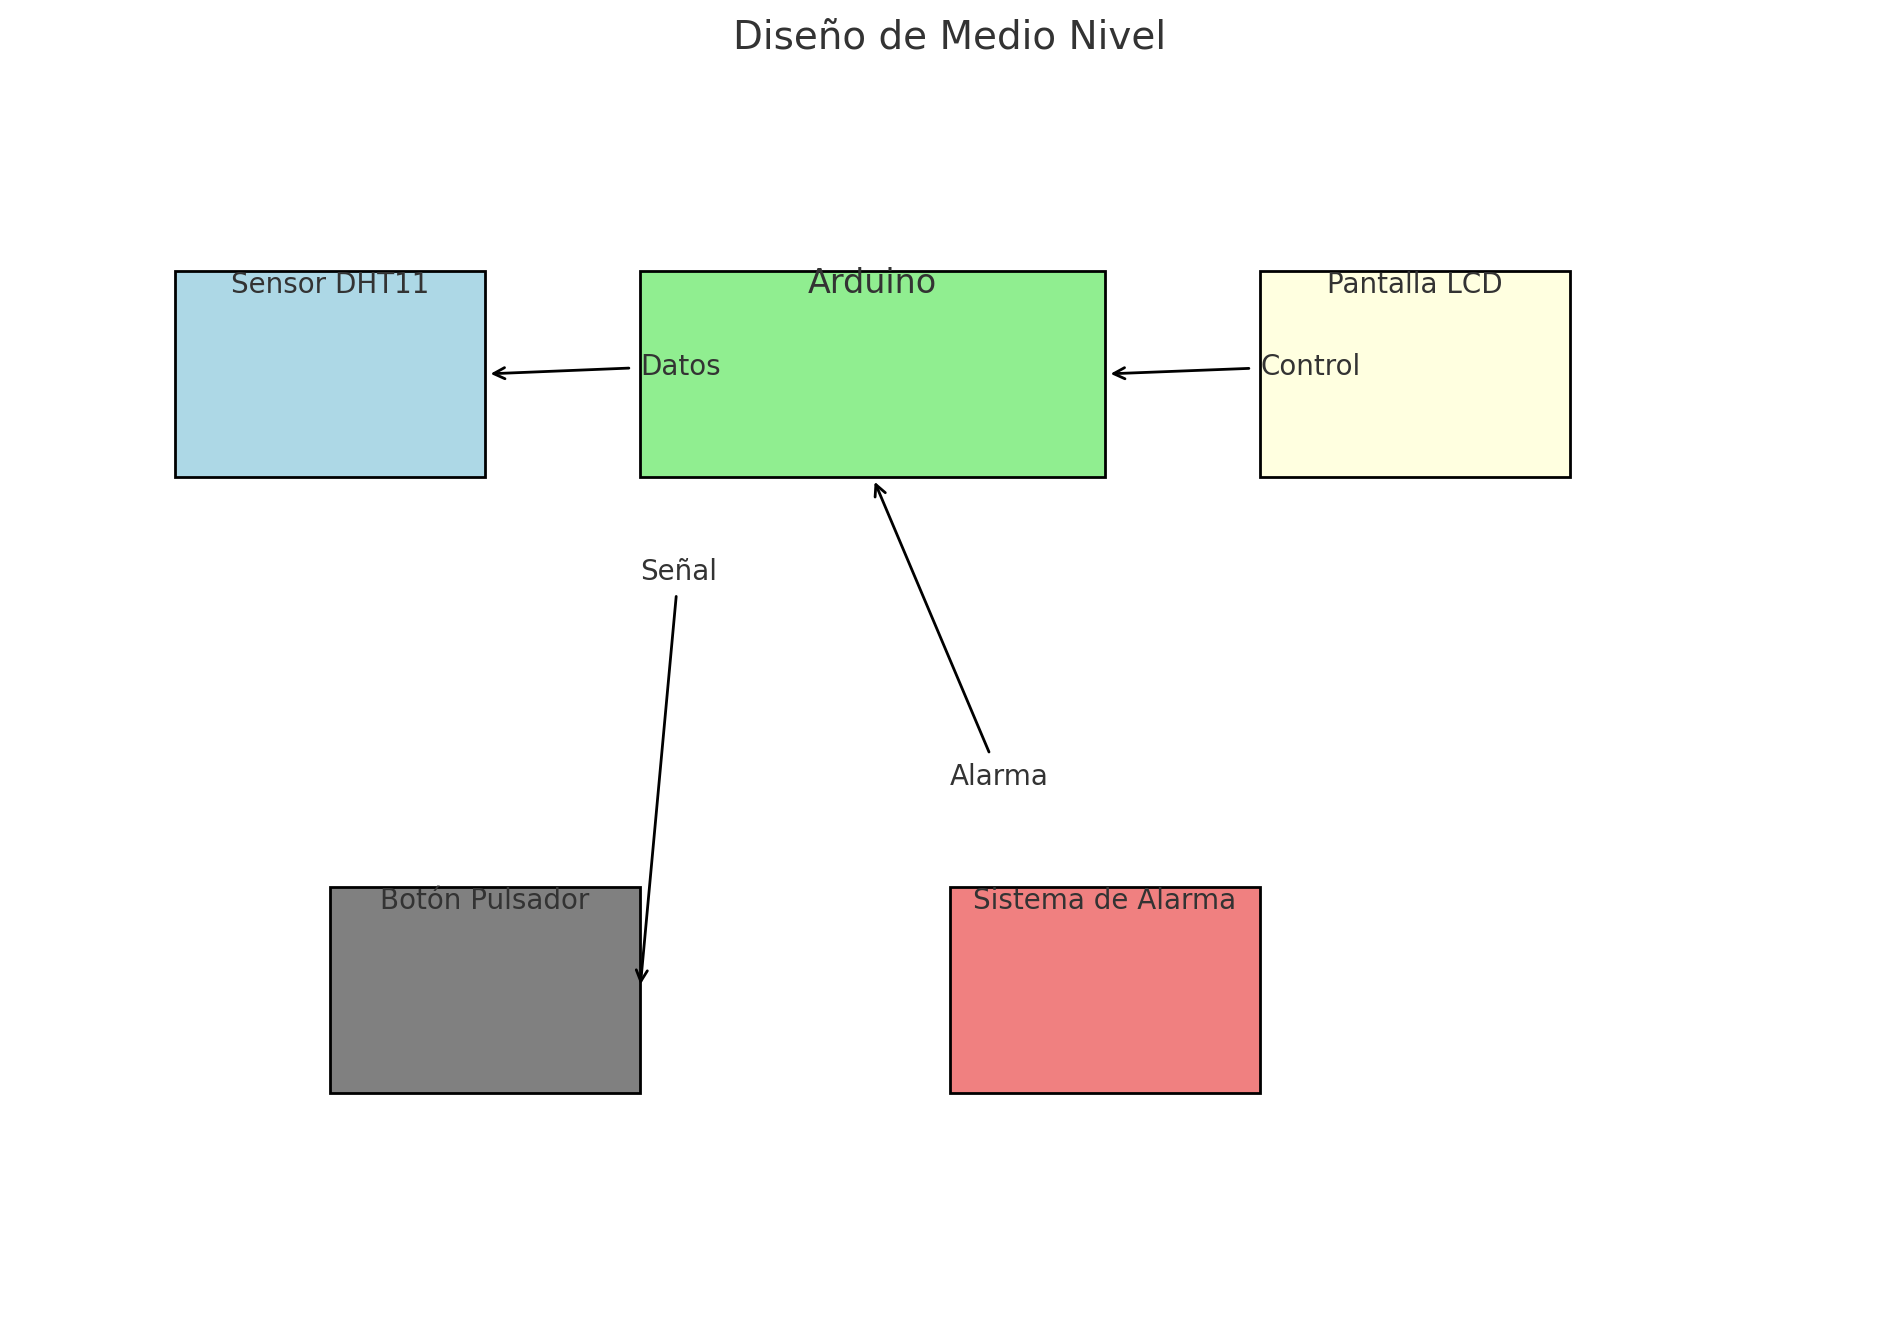 Diseño de Medio Nivel
Sensor DHT11
Arduino
Pantalla LCD
Datos
Control
Señal
Alarma
Botón Pulsador
Sistema de Alarma